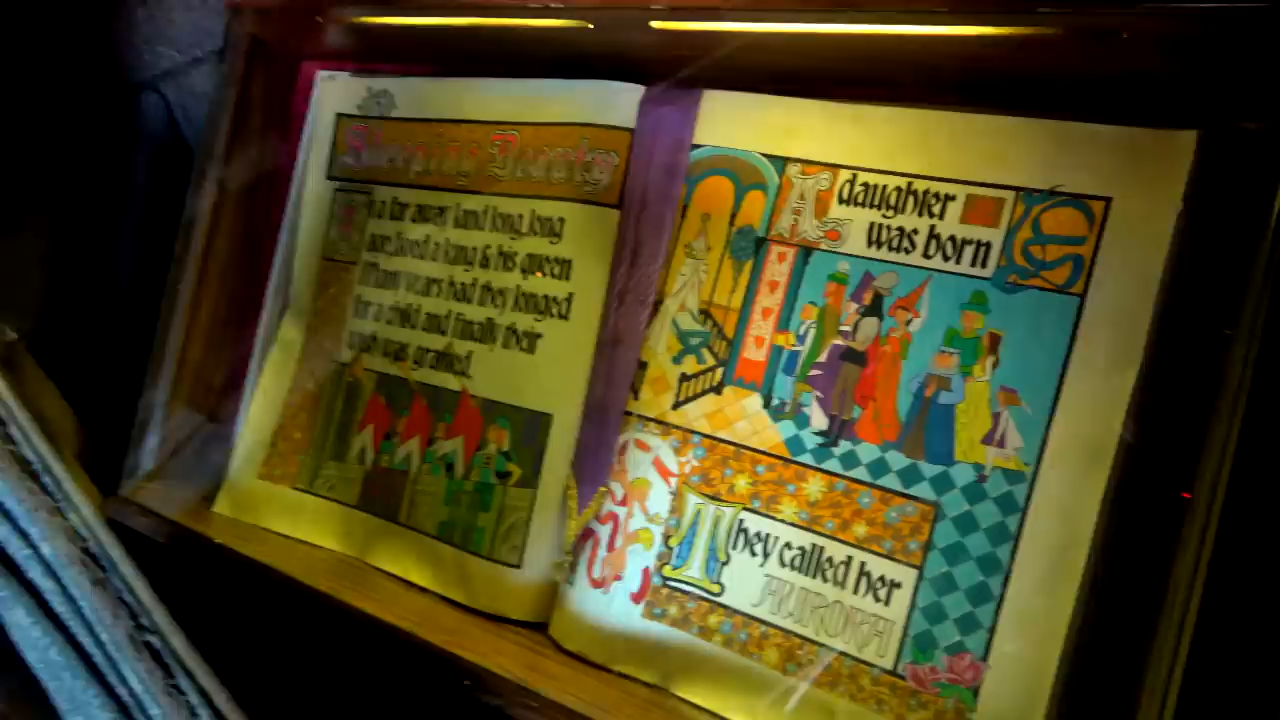 Sleeping Beauty
In a far away land long, long
ago, lived a king & his queen
Many years had they longed
for a child and finally their
wish was granted.
A daughter
was born
They called her
AURORA